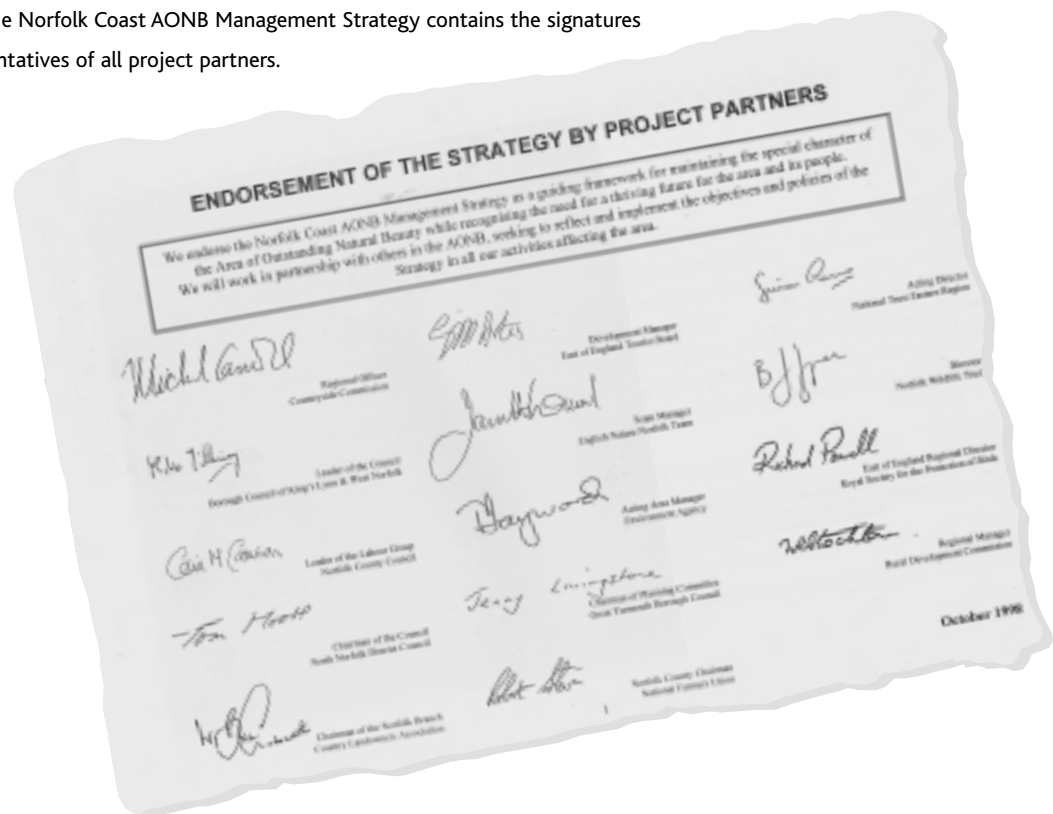 e Norfolk Coast AONB Management Strategy contains the signatures
ntatives of all project partners.
ENDORSEMENT OF THE STRATEGY BY PROJECT PARTNERS
We endorse the Norfolk Coast AONB Management Strategy as a guiding framework for maintaining the special character of
the Area of Outstanding Natural Beauty while recognising the need for a thriving future for the area and its people.
We will work in partnership with others in the AONB, seeking to reflect and implement the objectives and policies of the
Strategy in all our activities affecting the area.
Regional Officer
Countryside Commission
Leader of the Council
Borough Council of King's Lynn & West Norfolk
Leader of the Labour Group
Norfolk County Council
Tom
Chairman of the Council
North Norfolk District Council
Chairman of the Norfolk Branch
Country Landowners Association
Development Manager
East of England Tourist Board
Team Manager
English Nature Norfolk Team
Haywood
Acting Area Manager
Environment Agency
Jenny Livingstone
Chairman of Planning Committee
Great Yarmouth Borough Council
Robert
Norfolk County Chairman
National Farmers Union
Acting Director
National Trust Eastern Region
Director
Norfolk Wildlife Trust
Richard Powell
East of England Regional Director
Royal Society for the Protection of Birds
Regional Manager
Rural Development Commission
October 1998
1